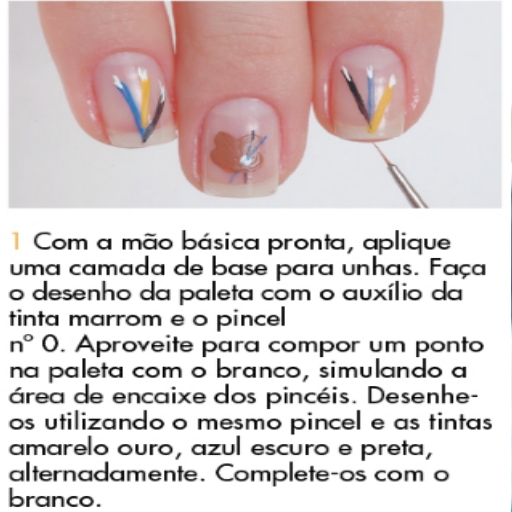 1 Com a mão básica pronta, aplique
uma camada de base para unhas. Faça
o desenho da paleta com o auxílio da
tinta marrom e o pincel
nº 0. Aproveite para compor um ponto
na paleta com o branco, simulando a
área de encaixe dos pincéis. Desenhe-
os utilizando o mesmo pincel e as tintas
amarelo ouro, azul escuro e preta,
alternadamente. Complete-os com o
branco.